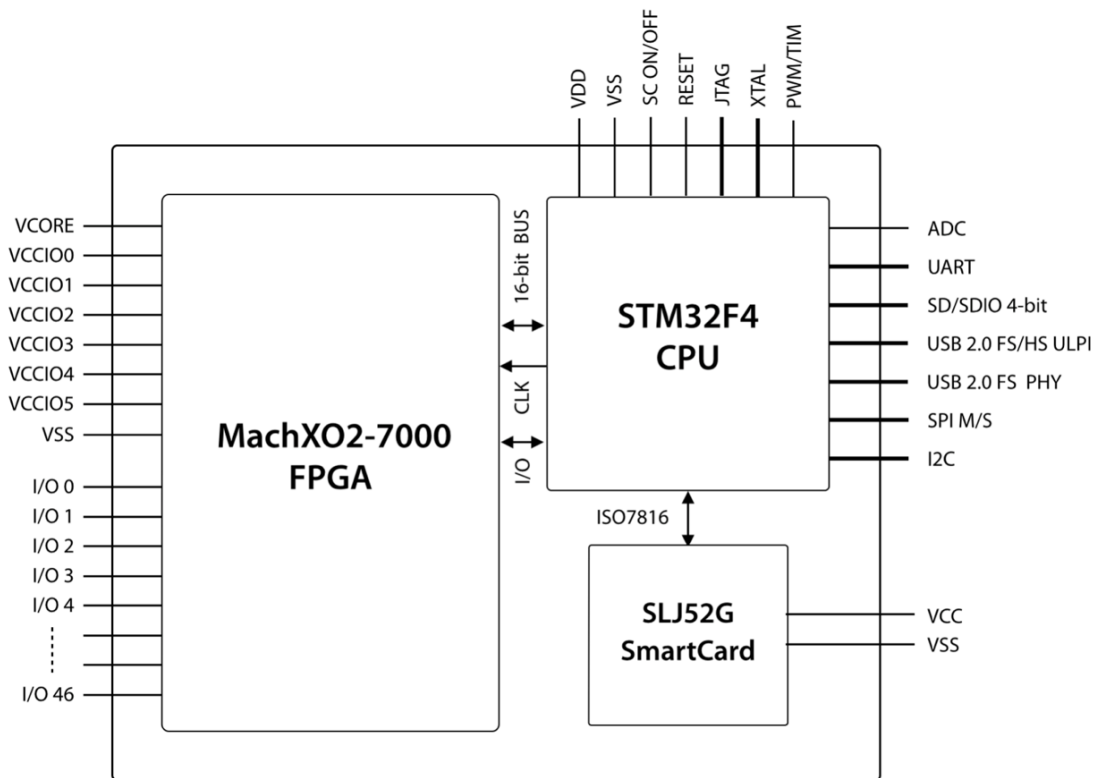 VDD
VSS
SC ON/OFF
RESET
JTAG
XTAL
PWM/TIM
VCORE
VCCIO0
VCCIO1
VCCIO2
VCCIO3
VCCIO4
VCCIO5
VSS
I/O 0
I/O 1
I/O 2
I/O 3
I/O 4
I/O 46
MachXO2-7000
FPGA
16-bit BUS
CLK
I/O
STM32F4
CPU
ADC
UART
SD/SDIO 4-bit
USB 2.0 FS/HS ULPI
USB 2.0 FS PHY
SPI M/S
I2C
ISO7816
SLJ52G
SmartCard
VCC
VSS